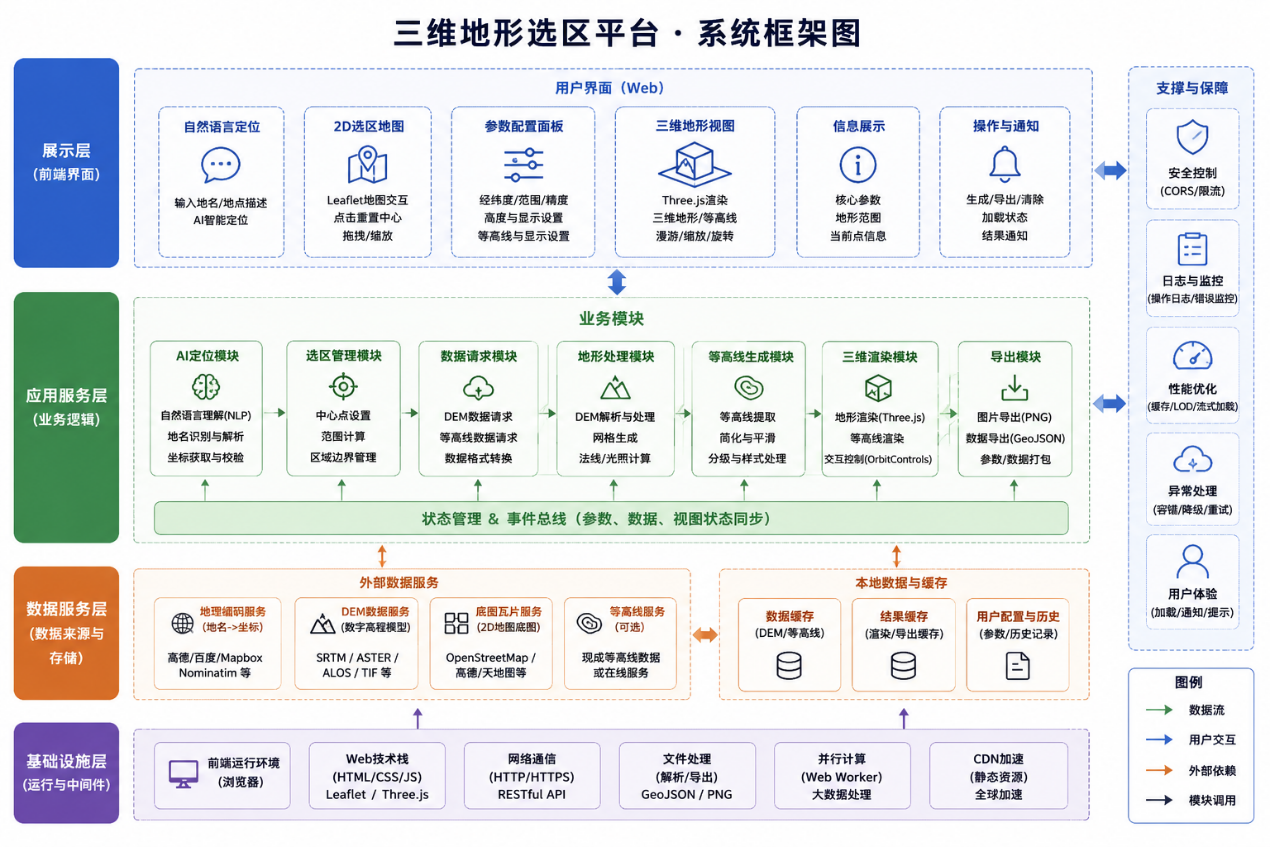 三维地形选区平台 · 系统框架图
展示层
(前端界面)
用户界面（Web）
自然语言定位
输入地名/地点描述
AI智能定位
2D选区地图
Leaflet地图交互
点击重置中心
拖拽/缩放
参数配置面板
经纬度/范围/精度
高度与显示设置
等高线与显示设置
三维地形视图
Three.js渲染
三维地形/等高线
漫游/缩放/旋转
信息展示
核心参数
地形范围
当前点信息
操作与通知
生成/导出/清除
加载状态
结果通知
应用服务层
(业务逻辑)
业务模块
AI定位模块
自然语言理解(NLP)
地名识别与解析
坐标获取与校验
选区管理模块
中心点设置
范围计算
区域边界管理
数据请求模块
DEM数据请求
等高线数据请求
数据格式转换
地形处理模块
DEM解析与处理
网格生成
法线/光照计算
等高线生成模块
等高线提取
简化与平滑
分级与样式处理
三维渲染模块
地形渲染(Three.js)
等高线渲染
交互控制(OrbitControls)
导出模块
图片导出(PNG)
数据导出(GeoJSON)
参数/数据打包
状态管理 & 事件总线（参数、数据、视图状态同步）
数据服务层
(数据来源与
存储)
外部数据服务
地理编码服务
(地名->坐标)
高德/百度/Mapbox
Nominatim 等
DEM数据服务
(数字高程模型)
SRTM / ASTER /
ALOS / TIF 等
底图瓦片服务
(2D地图底图)
OpenStreetMap /
高德/天地图等
等高线服务
(可选)
现成等高线数据
或在线服务
本地数据与缓存
数据缓存
(DEM/等高线)
结果缓存
(渲染/导出缓存)
用户配置与历史
(参数/历史记录)
基础设施层
(运行与中间件)
前端运行环境
(浏览器)
Web技术栈
(HTML/CSS/JS)
Leaflet / Three.js
网络通信
(HTTP/HTTPS)
RESTful API
文件处理
(解析/导出)
GeoJSON / PNG
并行计算
(Web Worker)
大数据处理
CDN加速
(静态资源)
全球加速
支撑与保障
安全控制
(CORS/限流)
日志与监控
(操作日志/错误监控)
性能优化
(缓存/LOD/流式加载)
异常处理
(容错/降级/重试)
用户体验
(加载/通知/提示)
图例
数据流
用户交互
外部依赖
模块调用